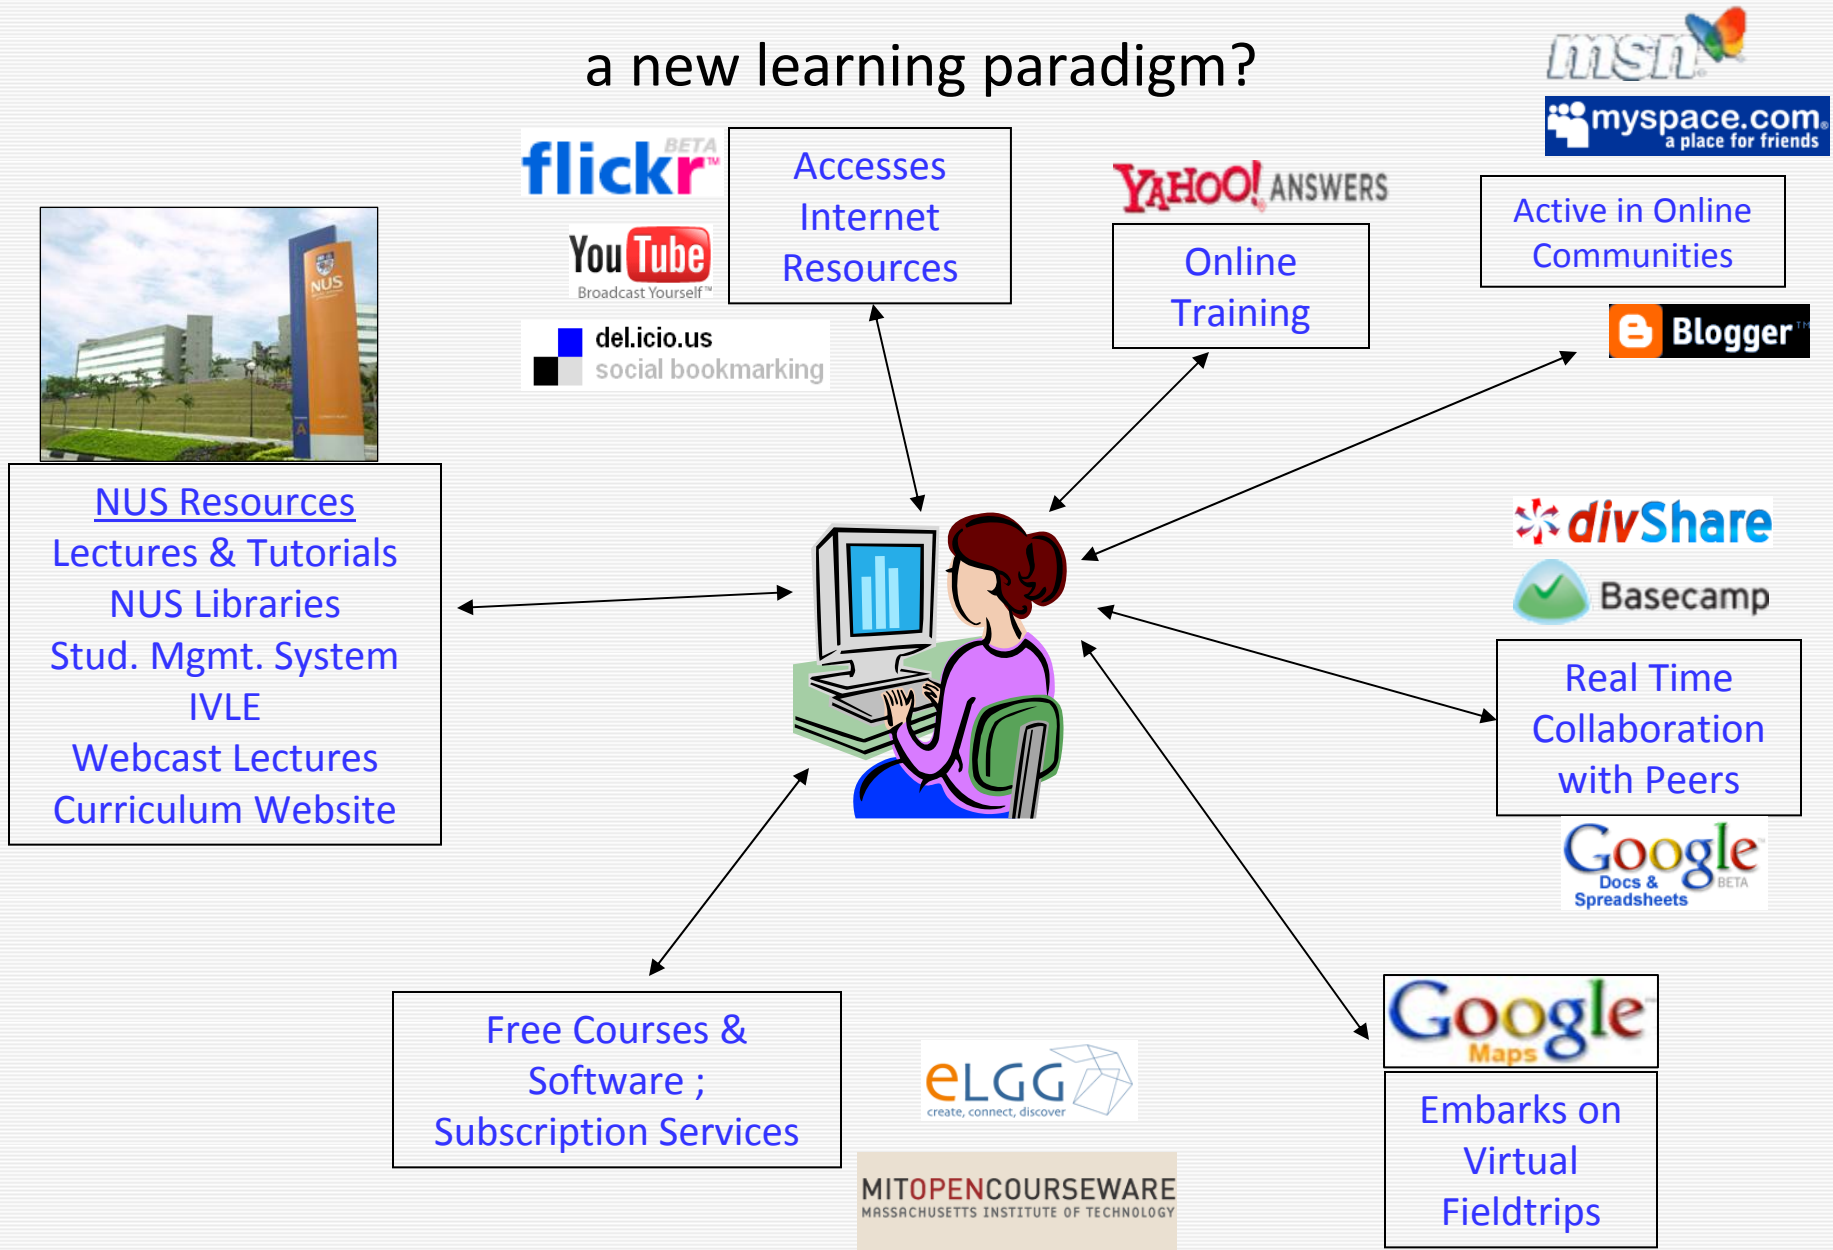 a new learning paradigm?
msn
myspace.com
a place for friends
flickr BETA
Accesses
Internet
Resources
YAHOO! ANSWERS
Active in Online
Communities
You Tube
Broadcast Yourself™
Online
Training
NUS
del.icio.us
social bookmarking
Blogger™
A
NUS Resources
Lectures & Tutorials
NUS Libraries
Stud. Mgmt. System
IVLE
Webcast Lectures
Curriculum Website
divShare
Basecamp
Real Time
Collaboration
with Peers
Google
Docs & BETA
Spreadsheets
Free Courses &
Software ;
Subscription Services
eLGG
create, connect, discover
MITOPENCOURSEWARE
MASSACHUSETTS INSTITUTE OF TECHNOLOGY
Google
Maps
Embarks on
Virtual
Fieldtrips